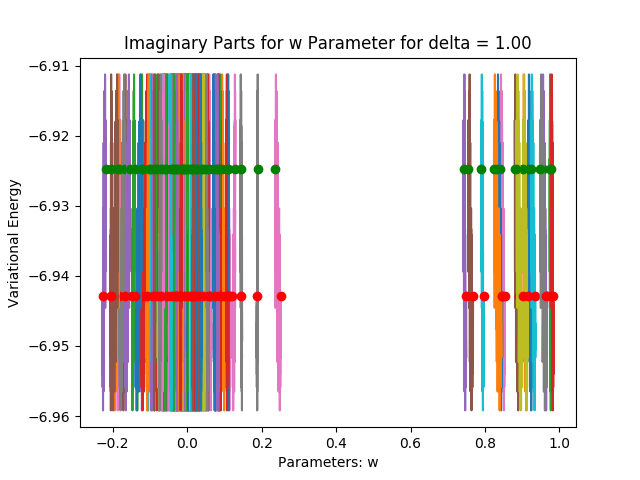 Imaginary Parts for w Parameter for delta = 1.00
−6.91
−6.92
−6.93
−6.94
−6.95
−6.96
Variational Energy
−0.2 0.0 0.2 0.4 0.6 0.8 1.0
Parameters: w